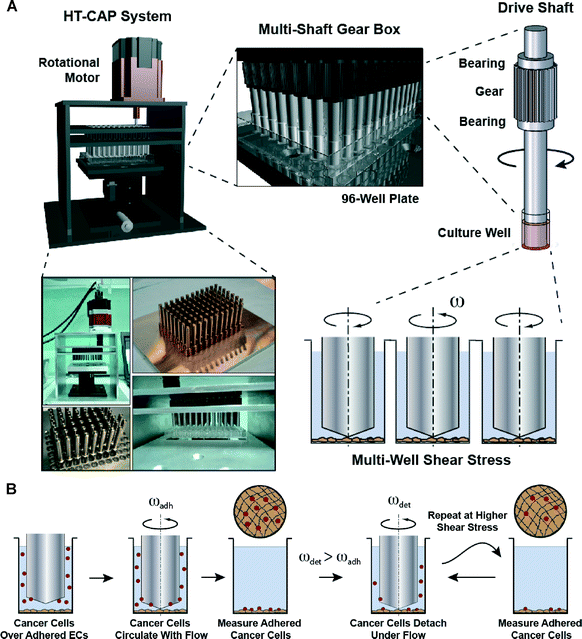 A
HT-CAP System
Rotational
Motor
Multi-Shaft Gear Box
96-Well Plate
Drive Shaft
Bearing
Gear
Bearing
Culture Well
ω
Multi-Well Shear Stress
B
ωadh
ωdet > ωadh
ωdet
Repeat at Higher
Shear Stress
Cancer Cells
Over Adhered ECs
Cancer Cells
Circulate With Flow
Measure Adhered
Cancer Cells
Cancer Cells Detach
Under Flow
Measure Adhered
Cancer Cells